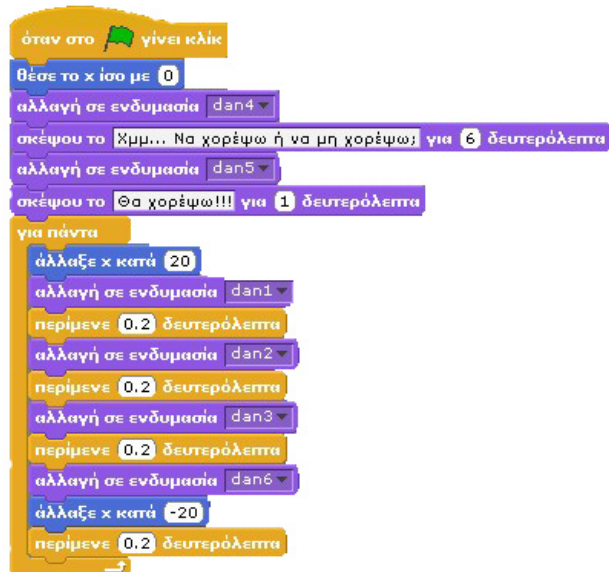 όταν στο γίνει κλικ
θέσε το x ίσο με 0
αλλαγή σε ενδυμασία dan4
σκέψου το Χμμ... Να χορέψω ή να μη χορέψω; για 6 δευτερόλεπτα
αλλαγή σε ενδυμασία dan5
σκέψου το Θα χορέψω!!! για 1 δευτερόλεπτα
για πάντα
άλλαξε x κατά 20
αλλαγή σε ενδυμασία dan1
περίμενε 0.2 δευτερόλεπτα
αλλαγή σε ενδυμασία dan2
περίμενε 0.2 δευτερόλεπτα
αλλαγή σε ενδυμασία dan3
περίμενε 0.2 δευτερόλεπτα
αλλαγή σε ενδυμασία dan6
άλλαξε x κατά -20
περίμενε 0.2 δευτερόλεπτα